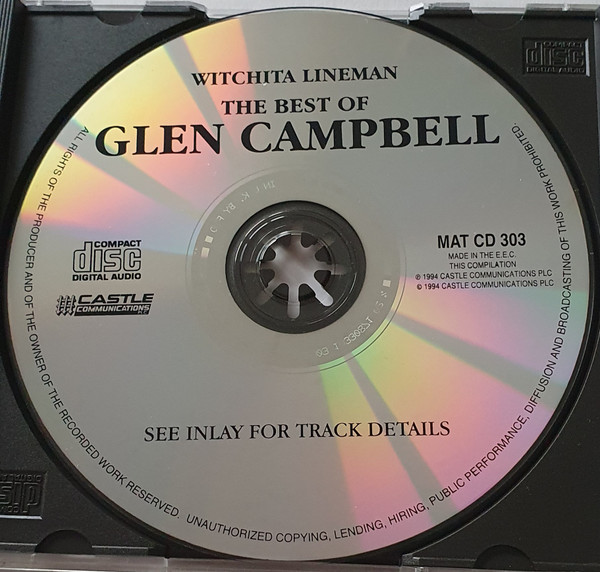 WITCHITA LINEMAN
THE BEST OF
GLEN CAMPBELL
COMPACT
disc
DIGITAL AUDIO
CASTLE
COMMUNICATIONS
MAT CD 303
MADE IN THE E.E.C.
THIS COMPILATION
℗ 1994 CASTLE COMMUNICATIONS PLC
© 1994 CASTLE COMMUNICATIONS PLC
SEE INLAY FOR TRACK DETAILS
ALL RIGHTS OF THE PRODUCER AND OF THE OWNER OF THE RECORDED WORK RESERVED. UNAUTHORIZED COPYING, LENDING, HIRING, PUBLIC PERFORMANCE, DIFFUSION AND BROADCASTING OF THIS WORK PROHIBITED.
COMPACT
disc
DIGITAL AUDIO